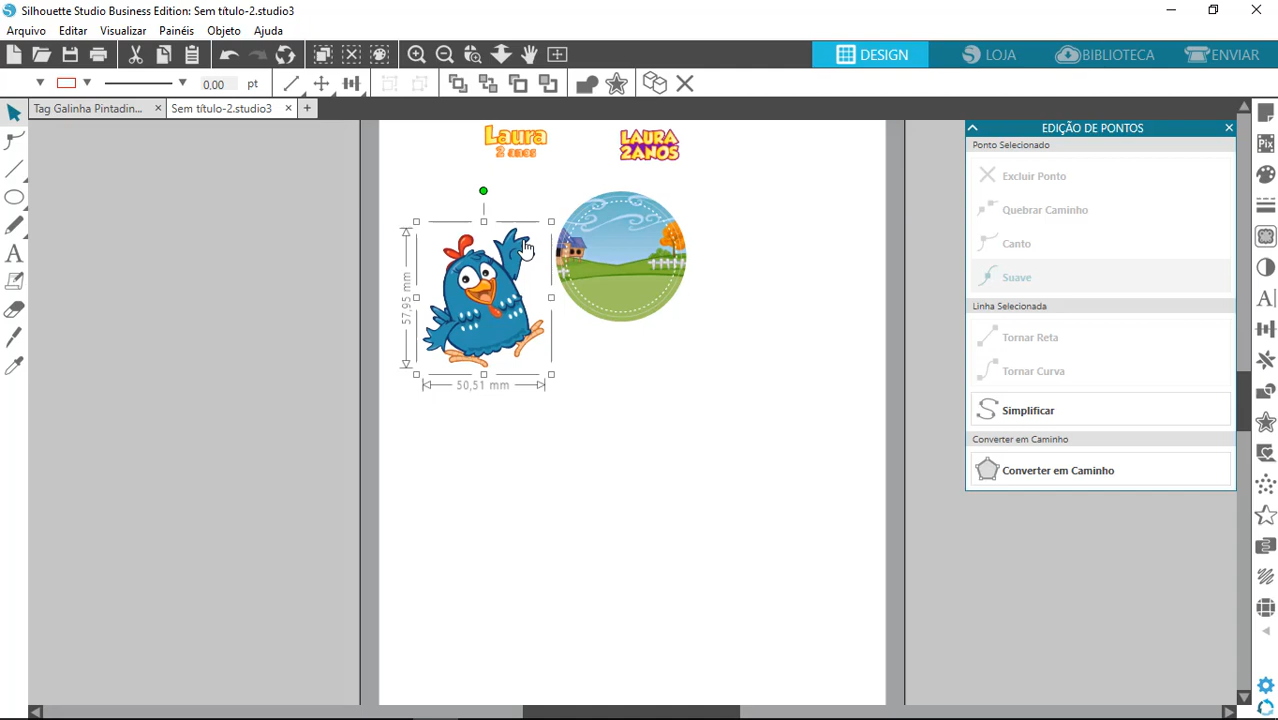 Silhouette Studio Business Edition: Sem título-2.studio3
Arquivo Editar Visualizar Painéis Objeto Ajuda
DESIGN LOJA BIBLIOTECA ENVIAR
0,00 pt
Tag Galinha Pintadin... Sem título-2.studio3
Laura
2 anos
LAURA
2ANOS
57,95 mm
50,51 mm
EDIÇÃO DE PONTOS
Ponto Selecionado
Excluir Ponto
Quebrar Caminho
Canto
Suave
Linha Selecionada
Tornar Reta
Tornar Curva
Simplificar
Converter em Caminho
Converter em Caminho
Pix
A
A